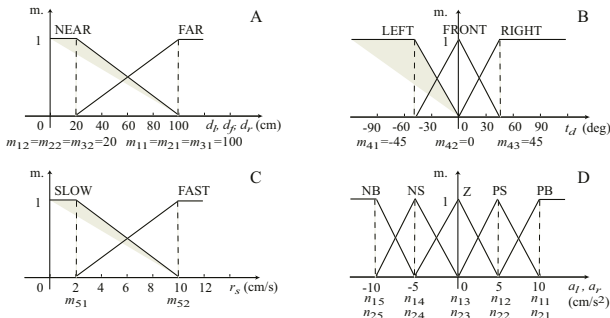 m.
A
NEAR
FAR
1
0 20 40 60 80 100 d_l, d_f, d_r (cm)
m_12=m_22=m_32=20 m_11=m_21=m_31=100
m.
B
LEFT FRONT RIGHT
1
-90 -60 -30 0 30 60 90 t_d (deg)
m_41=-45 m_42=0 m_43=45
m.
C
SLOW
FAST
1
0 2 4 6 8 10 12 r_s (cm/s)
m_51 m_52
m.
D
NB NS Z PS PB
1
-10 -5 0 5 10 a_l, a_r
n_15 n_14 n_13 n_12 n_11 (cm/s²)
n_25 n_24 n_23 n_22 n_21